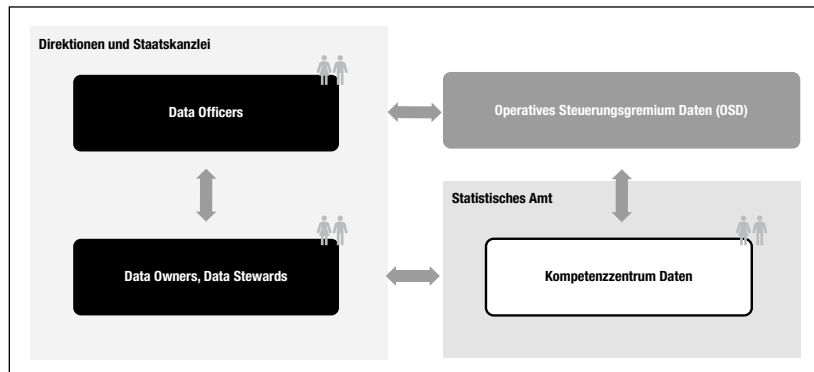 Direktionen und Staatskanzlei
Data Officers
Operatives Steuerungsgremium Daten (OSD)
Statistisches Amt
Data Owners, Data Stewards
Kompetenzzentrum Daten